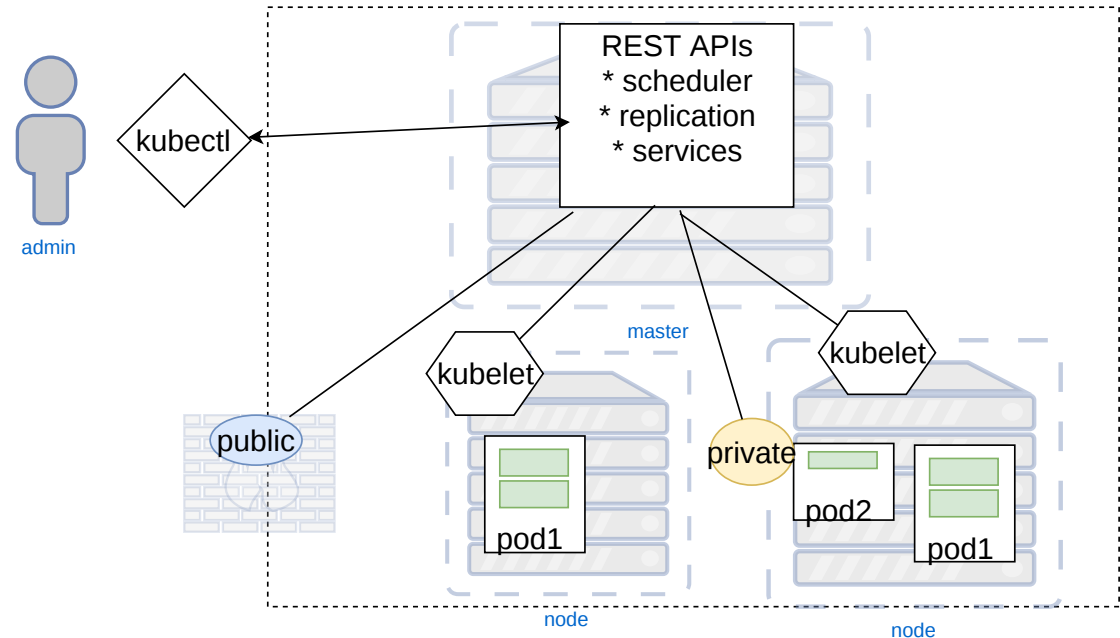 REST APIs
* scheduler
* replication
* services
kubectl
admin
master
kubelet
kubelet
public
private
pod1
pod2
pod1
node
node